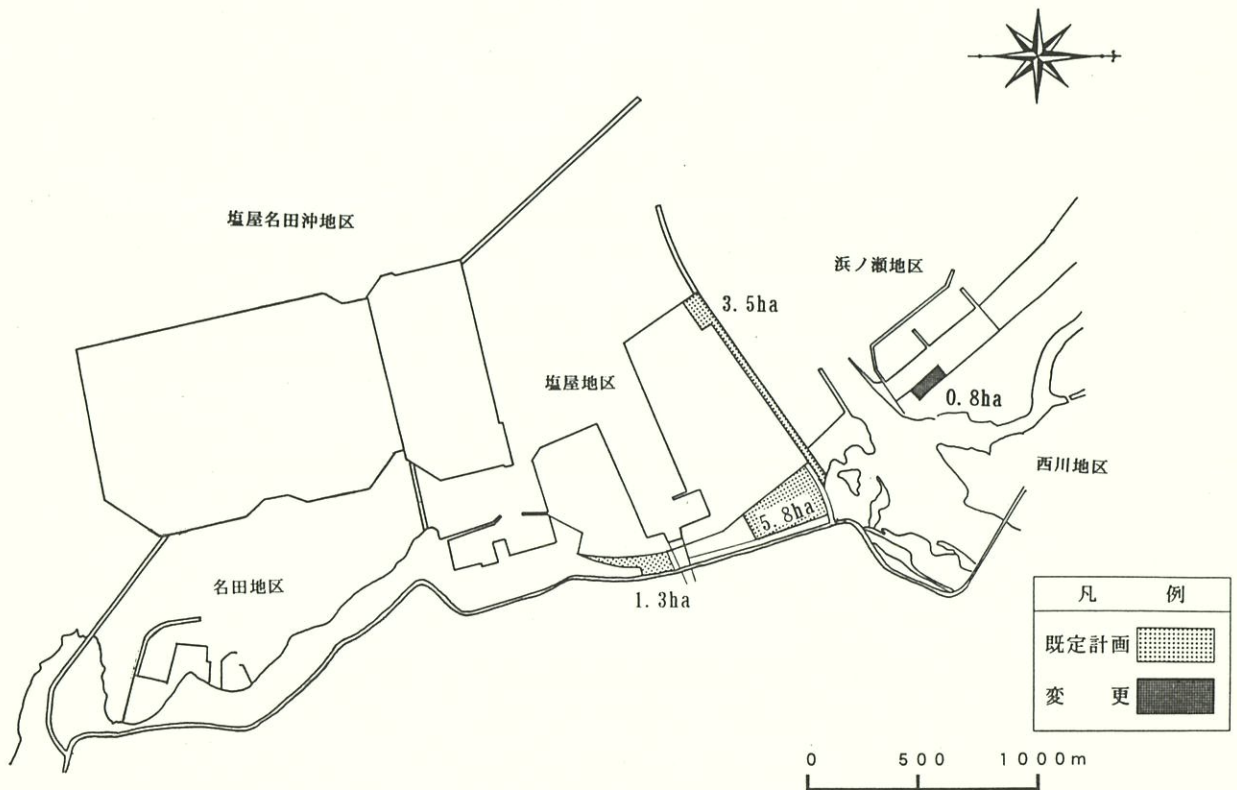 塩屋名田沖地区
浜ノ瀬地区
3.5ha
塩屋地区
0.8ha
西川地区
5.8ha
名田地区
1.3ha
凡 例
既定計画
変 更
0 500 1000m